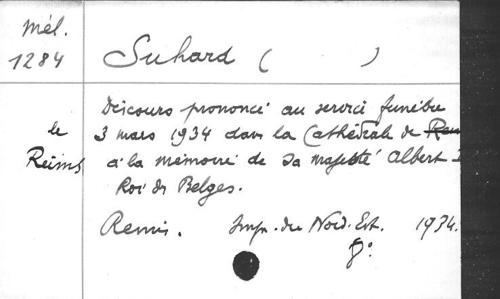 Mél.
1284
Suhard ( )
Discours prononcé au service funèbre
le 3 mars 1934 dans la Cathédrale de
Reims à la mémoire de Sa Majesté Albert I
Roi des Belges.
Reims. Imp. du Nord-Est. 1934.
8°.